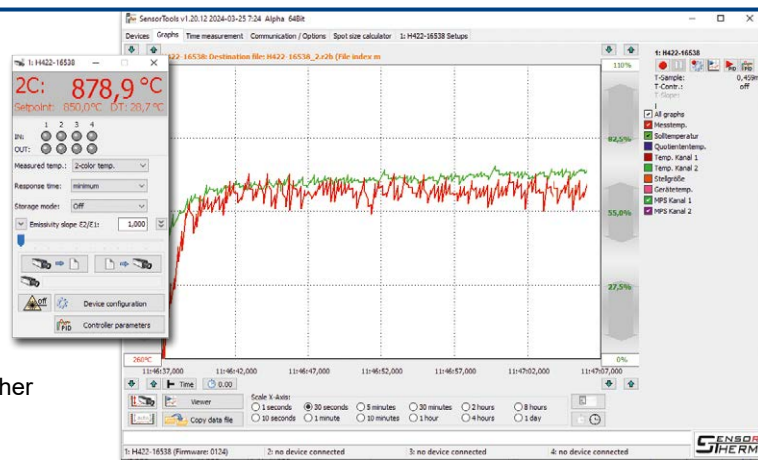 SensorTools v1.20.12 2024-03-25 7:24 Alpha 64Bit
Devices Graphs Time measurement Communication / Options Spot size calculator 1: H422-16538 Setups
H422-16538: Destination file: H422-16538_2.r2b (File index m
110%
82,5%
55,0%
27,5%
0%
260°C
11:46:37,000 11:46:42,000 11:46:47,000 11:46:52,000 11:46:57,000 11:47:02,000 11:47:07,000
Time 0.00
Viewer
Copy data file
Scale X-Axis:
1 seconds 30 seconds 5 minutes 30 minutes 2 hours 8 hours
10 seconds 1 minute 10 minutes 1 hour 4 hours 1 day
1: H422-16538
PID
T-Sample: 0,459m
T-Contr.: off
T-Slope:
All graphs
Messtemp.
Solltemperatur
Quotiententemp.
Temp. Kanal 1
Temp. Kanal 2
Stellgröße
Gerätetemp.
MPS Kanal 1
MPS Kanal 2
1: H422-16538
2C: 878,9 °C
Setpoint: 850,0°C DT: 28,7 °C
1 2 3 4
IN:
OUT:
Measured temp.: 2-color temp.
Response time: minimum
Storage mode: Off
Emissivity slope E2/E1: 1,000
off Device configuration
PID Controller parameters
her
1: H422-16538 (Firmware: 0124) 2: no device connected 3: no device connected 4: no device connected
SENSOR
THERM